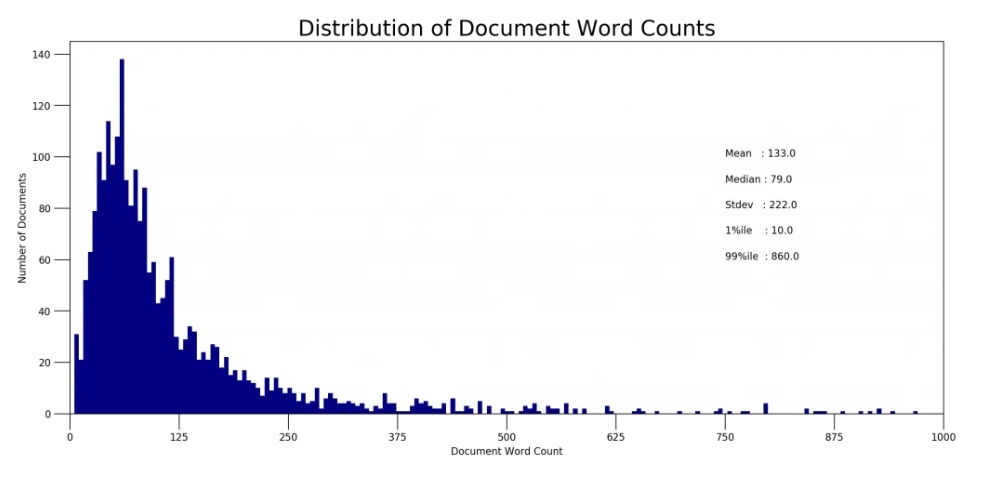 Distribution of Document Word Counts
140
120
100
80
60
40
20
0
Number of Documents
Mean : 133.0
Median : 79.0
Stdev : 222.0
1%ile : 10.0
99%ile : 860.0
0 125 250 375 500 625 750 875 1000
Document Word Count